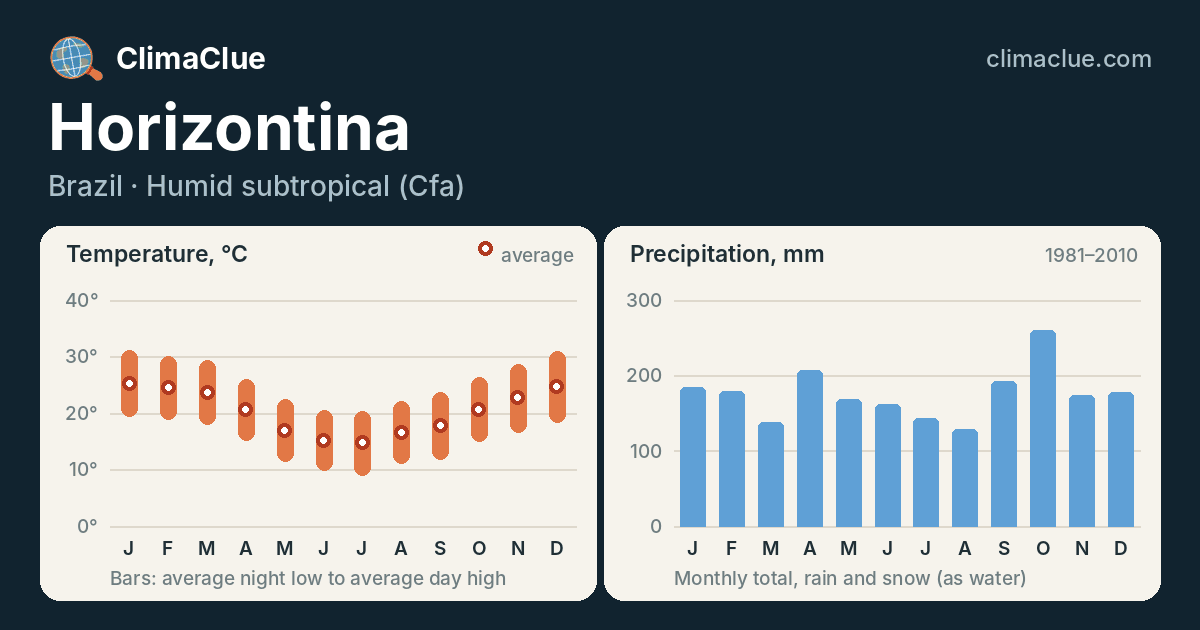 ClimaClue
climaclue.com
Horizontina
Brazil · Humid subtropical (Cfa)
Temperature, °C
average
40°
30°
20°
10°
0°
J F M A M J J A S O N D
Bars: average night low to average day high
Precipitation, mm
1981–2010
300
200
100
0
J F M A M J J A S O N D
Monthly total, rain and snow (as water)